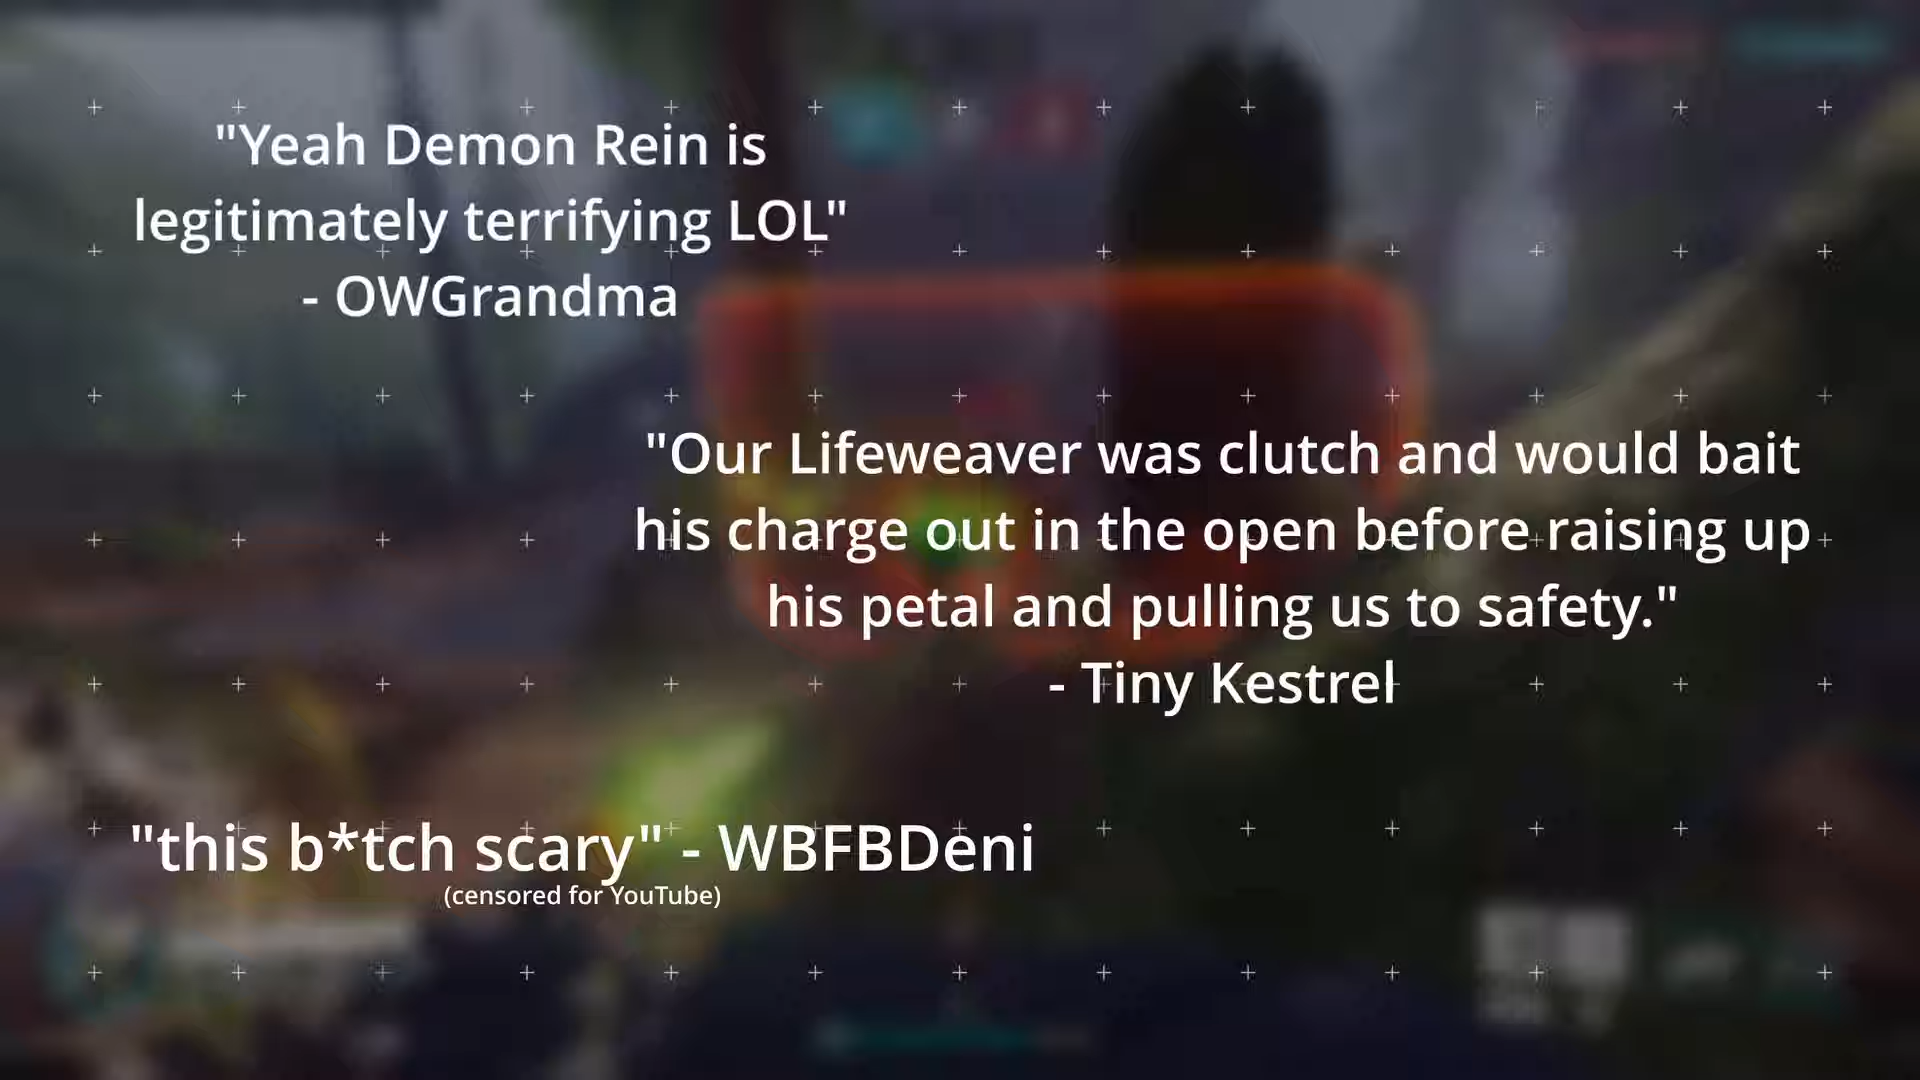 "Yeah Demon Rein is
legitimately terrifying LOL"
- OWGrandma
"Our Lifeweaver was clutch and would bait
his charge out in the open before raising up
his petal and pulling us to safety."
- Tiny Kestrel
"this b*tch scary" - WBFBDeni
(censored for YouTube)